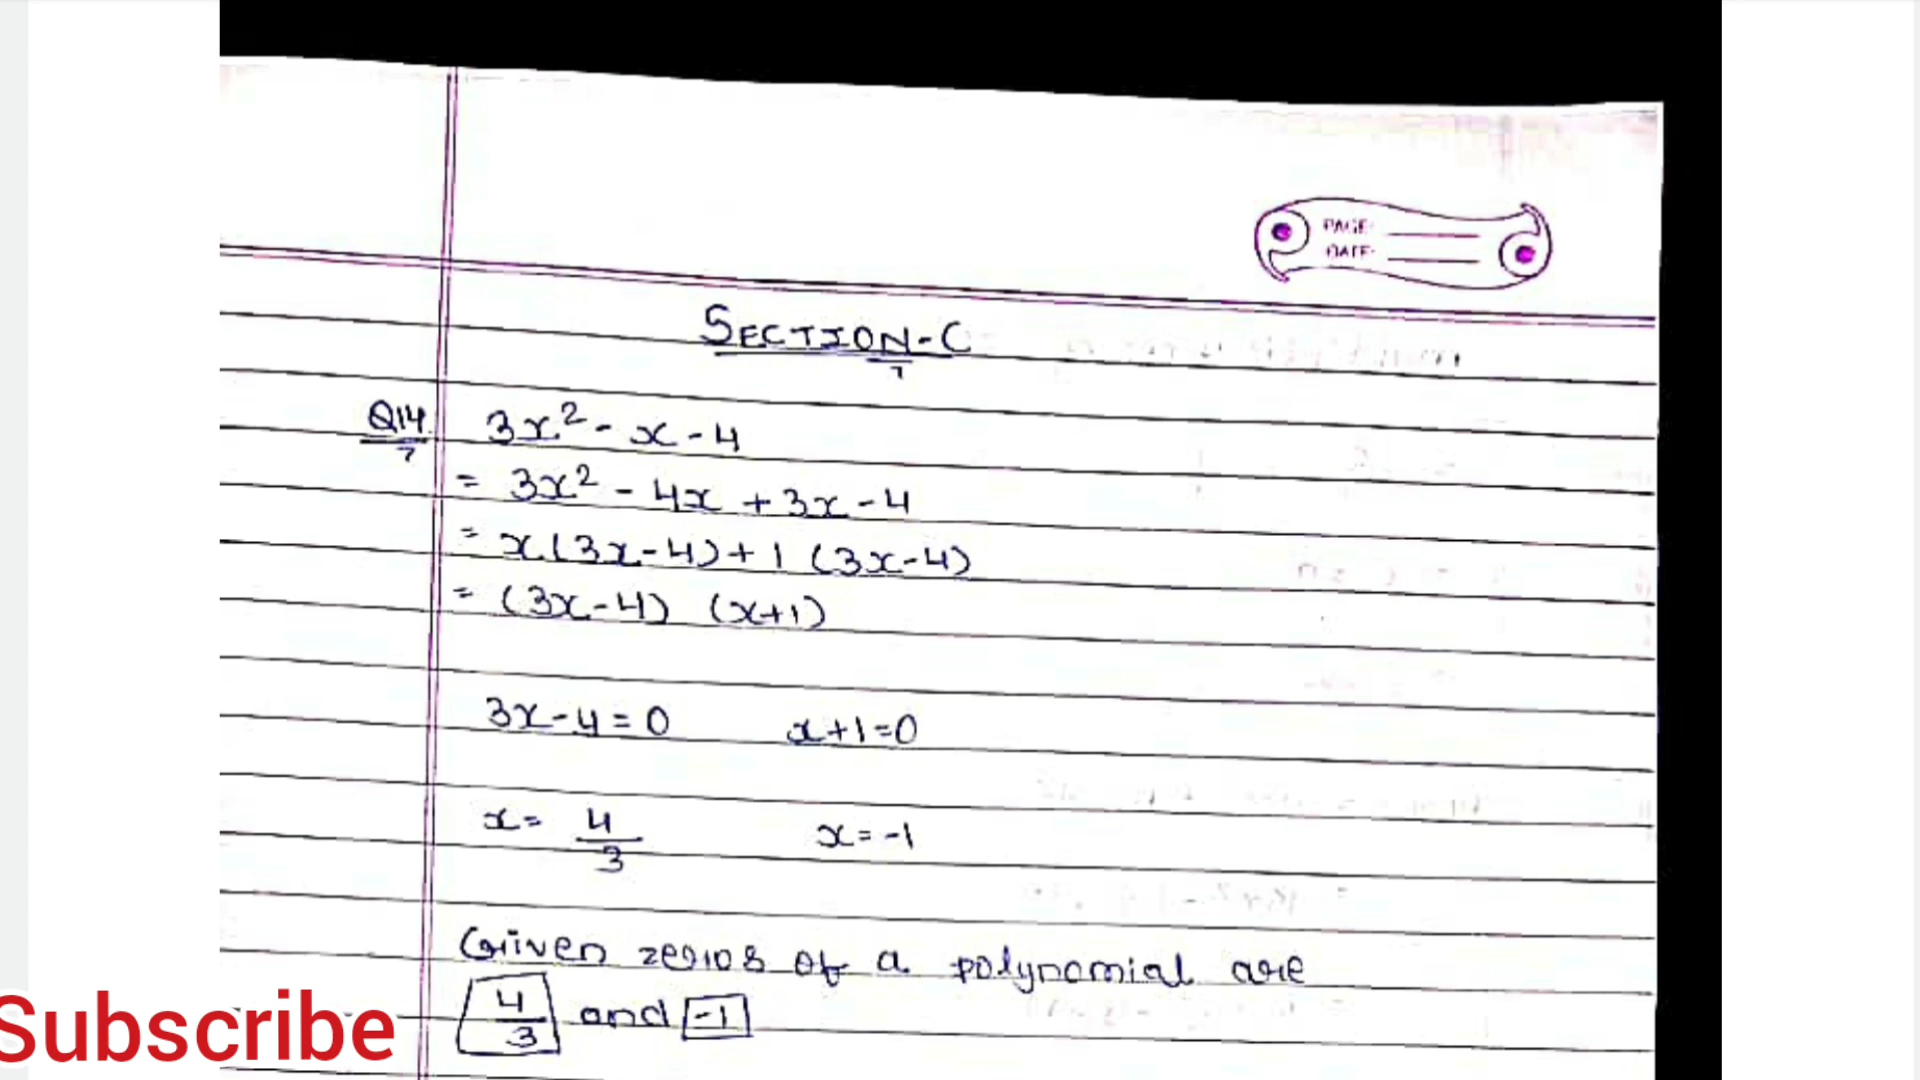 PAGE:
DATE:
SECTION-C
Q14. 3x² - x - 4
= 3x² - 4x + 3x - 4
= x(3x-4) + 1 (3x-4)
= (3x-4) (x+1)
3x-4=0 x+1=0
x= 4/3 x=-1
Given zeros of a polynomial are
4/3 and -1
Subscribe